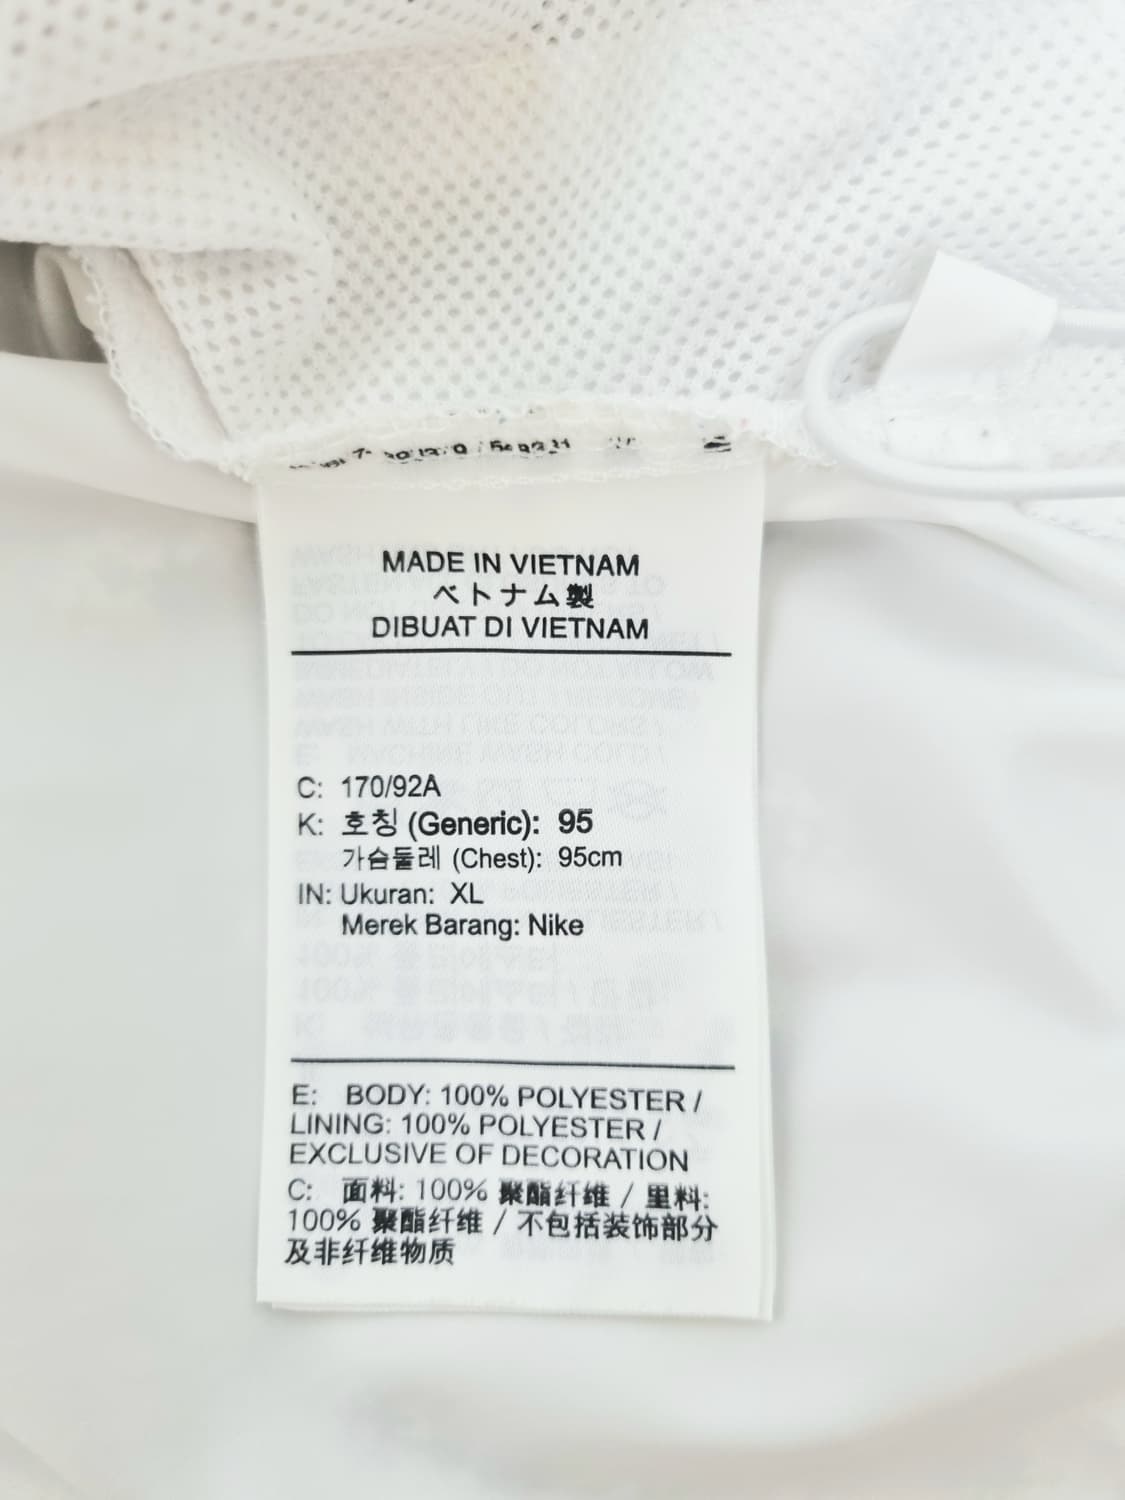 MADE IN VIETNAM
ベトナム製
DIBUAT DI VIETNAM
C: 170/92A
K: 호칭 (Generic): 95
가슴둘레 (Chest): 95cm
IN: Ukuran: XL
Merek Barang: Nike
E: BODY: 100% POLYESTER /
LINING: 100% POLYESTER /
EXCLUSIVE OF DECORATION
C: 面料: 100% 聚酯纤维 / 里料:
100% 聚酯纤维 / 不包括装饰部分
及非纤维物质